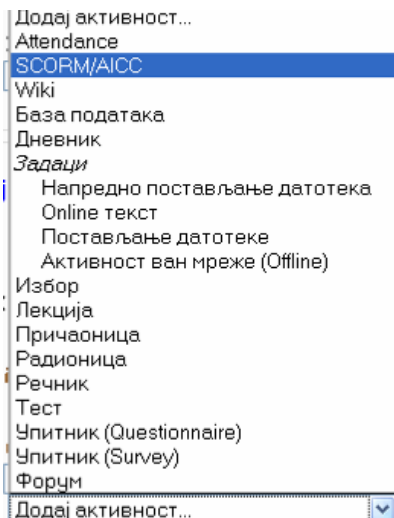 Додај активност...
Attendance
SCORM/AICC
Wiki
База података
Дневник
Задаци
Напредно постављање датотека
Online текст
Постављање датотеке
Активност ван мреже (Offline)
Избор
Лекција
Причаоница
Радионица
Речник
Тест
Упитник (Questionnaire)
Упитник (Survey)
Форум
Додај активност...